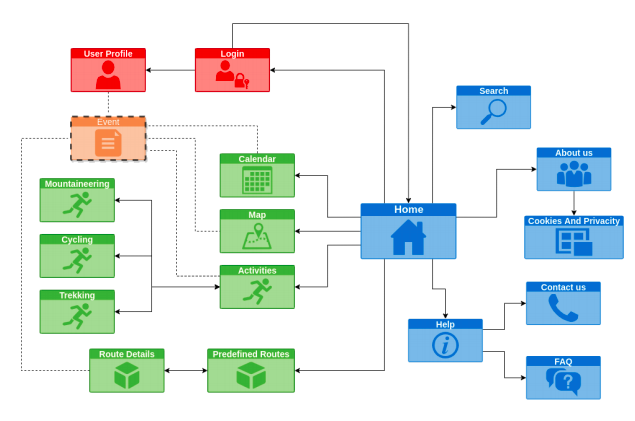 User Profile
Login
Search
Event
Calendar
About us
Mountaineering
Map
Home
Cookies And Privacity
Cycling
Activities
Trekking
Contact us
Help
Route Details
Predefined Routes
FAQ